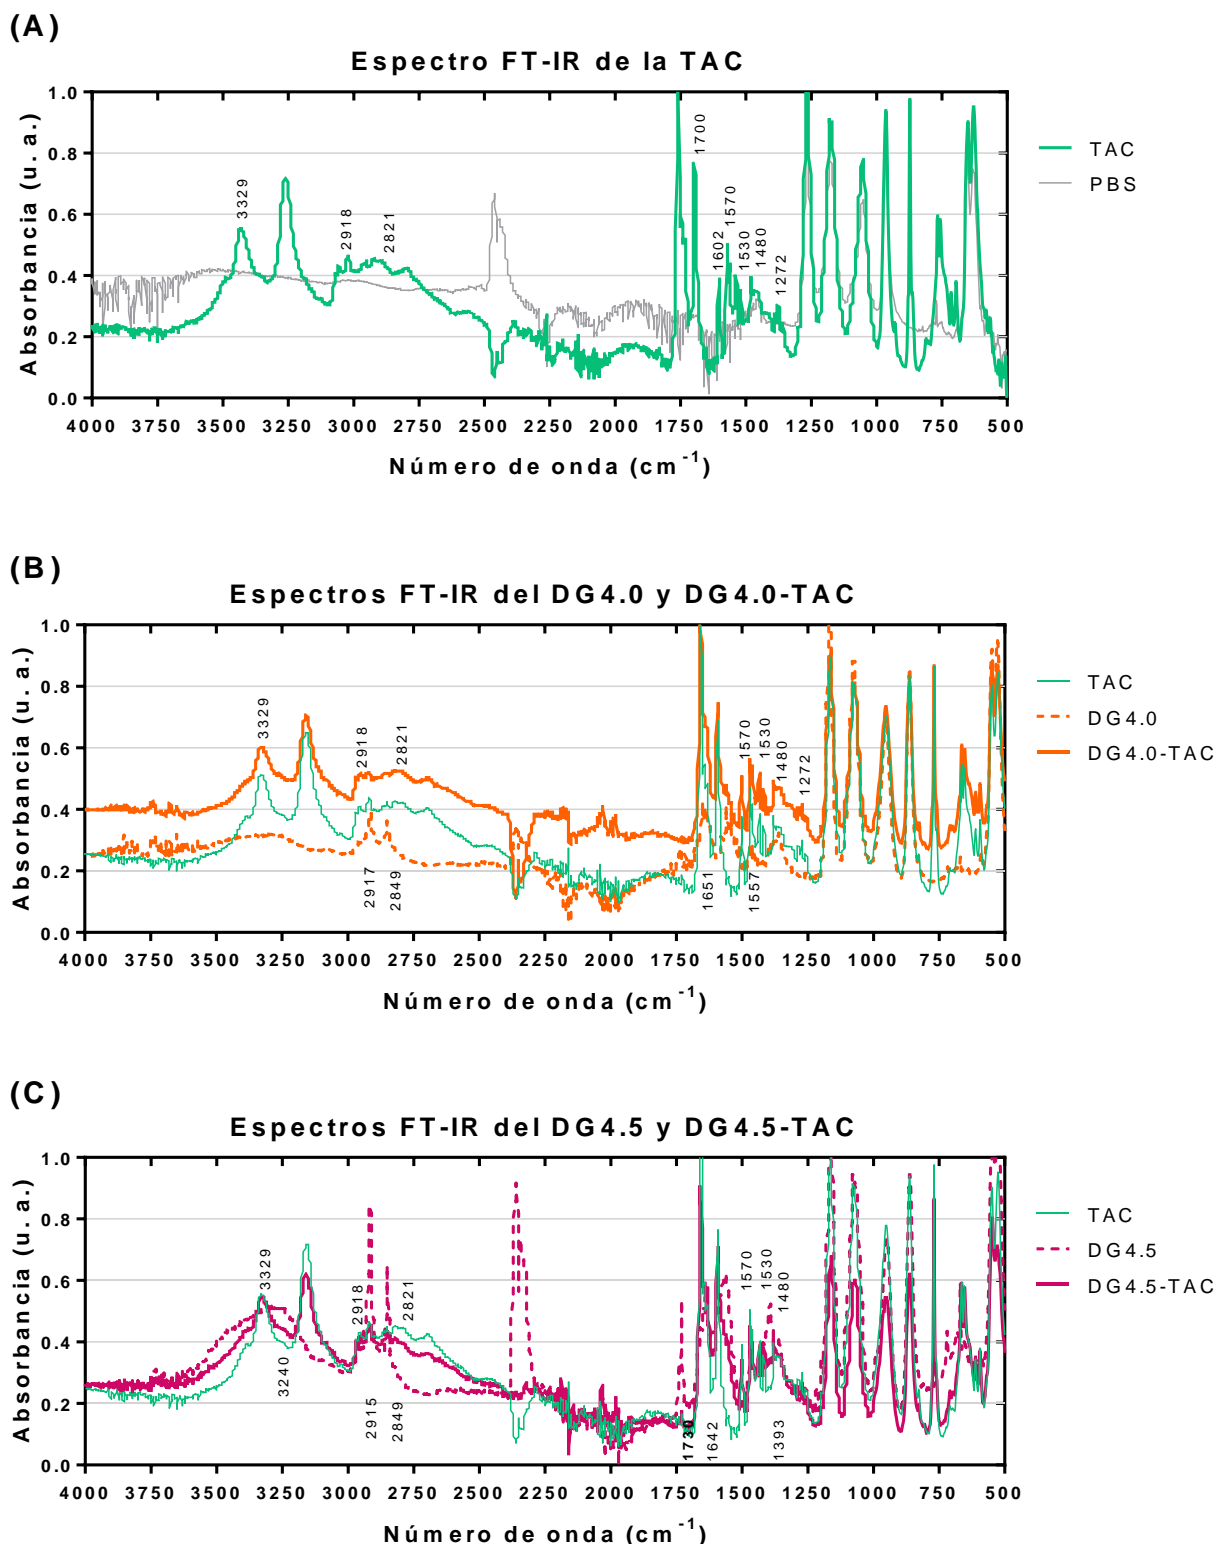 (A)
Espectro FT-IR de la TAC
Absorbancia (u. a.)
1.0
0.8
0.6
0.4
0.2
0.0
3329
2918
2821
1700
1602
1570
1530
1480
1272
TAC
PBS
4000 3750 3500 3250 3000 2750 2500 2250 2000 1750 1500 1250 1000 750 500
Número de onda (cm⁻¹)
(B)
Espectros FT-IR del DG4.0 y DG4.0-TAC
Absorbancia (u. a.)
1.0
0.8
0.6
0.4
0.2
0.0
3329
2918
2821
1570
1530
1480
1272
2917
2849
1651
1557
TAC
DG4.0
DG4.0-TAC
4000 3750 3500 3250 3000 2750 2500 2250 2000 1750 1500 1250 1000 750 500
Número de onda (cm⁻¹)
(C)
Espectros FT-IR del DG4.5 y DG4.5-TAC
Absorbancia (u. a.)
1.0
0.8
0.6
0.4
0.2
0.0
3329
2918
2821
1570
1530
1480
3240
2915
2849
1730
1642
1393
TAC
DG4.5
DG4.5-TAC
4000 3750 3500 3250 3000 2750 2500 2250 2000 1750 1500 1250 1000 750 500
Número de onda (cm⁻¹)